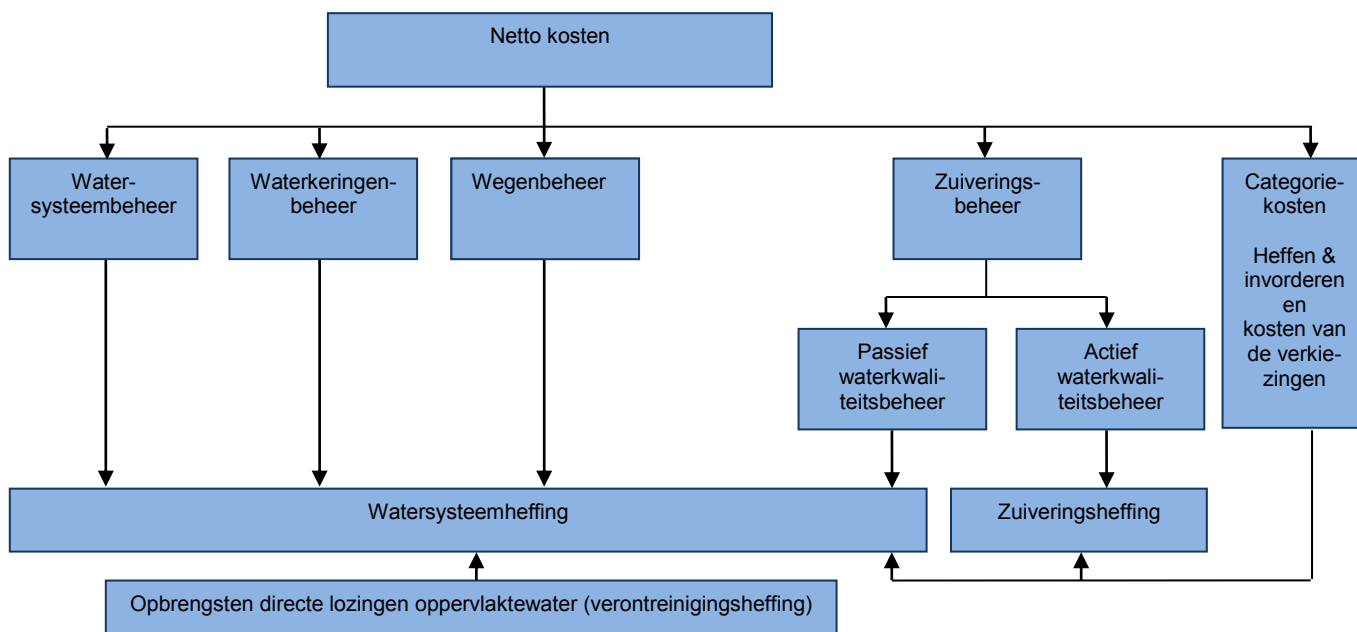 Netto kosten
Water-
systeembeheer
Waterkeringen-
beheer
Wegenbeheer
Zuiverings-
beheer
Categorie-
kosten
Heffen &
invorderen
en
kosten van
de verkie-
zingen
Passief
waterkwali-
teitsbeheer
Actief
waterkwali-
teitsbeheer
Watersysteemheffing
Zuiveringsheffing
Opbrengsten directe lozingen oppervlaktewater (verontreinigingsheffing)